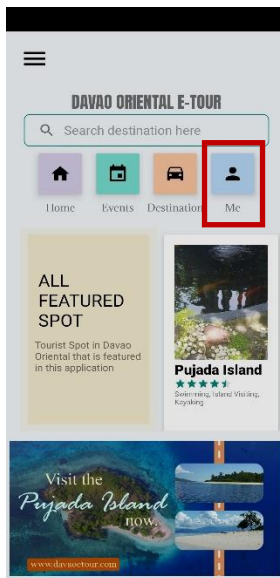 DAVAO ORIENTAL E-TOUR
Search destination here
Home
Events
Destination
Me
ALL
FEATURED
SPOT
Tourist Spot in Davao
Oriental that is featured
in this application
Pujada Island
Swimming, Island Visiting,
Kayaking
Visit the
Pujada Island
now.
www.davaoetour.com